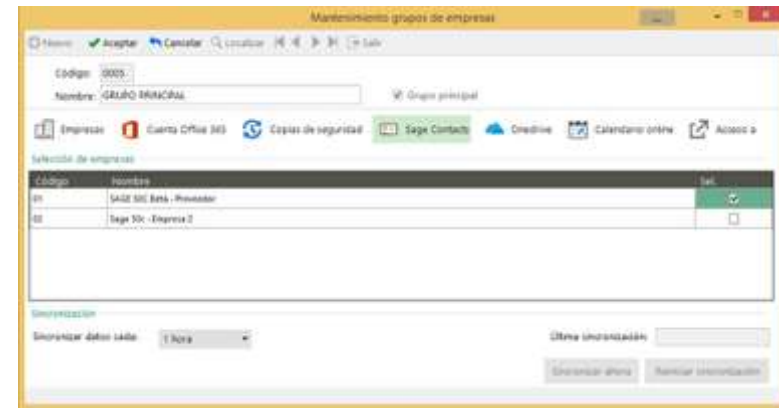 Mantenimiento grupos de empresas
Nuevo Aceptar Cancelar Localizar Salir
Código: 0005
Nombre: GRUPO PRINCIPAL Grupo principal
Empresas Cuenta Office 365 Copias de seguridad Sage Contacts Onedrive Calendario online Acceso a
Selección de empresas
Código Nombre Sel.
01 SAGE 50C Beta - Proveedor
02 Sage 50c - Empresa 2
Sincronización
Sincronizar datos cada: 1 hora Última sincronización:
Sincronizar ahora Reiniciar sincronización